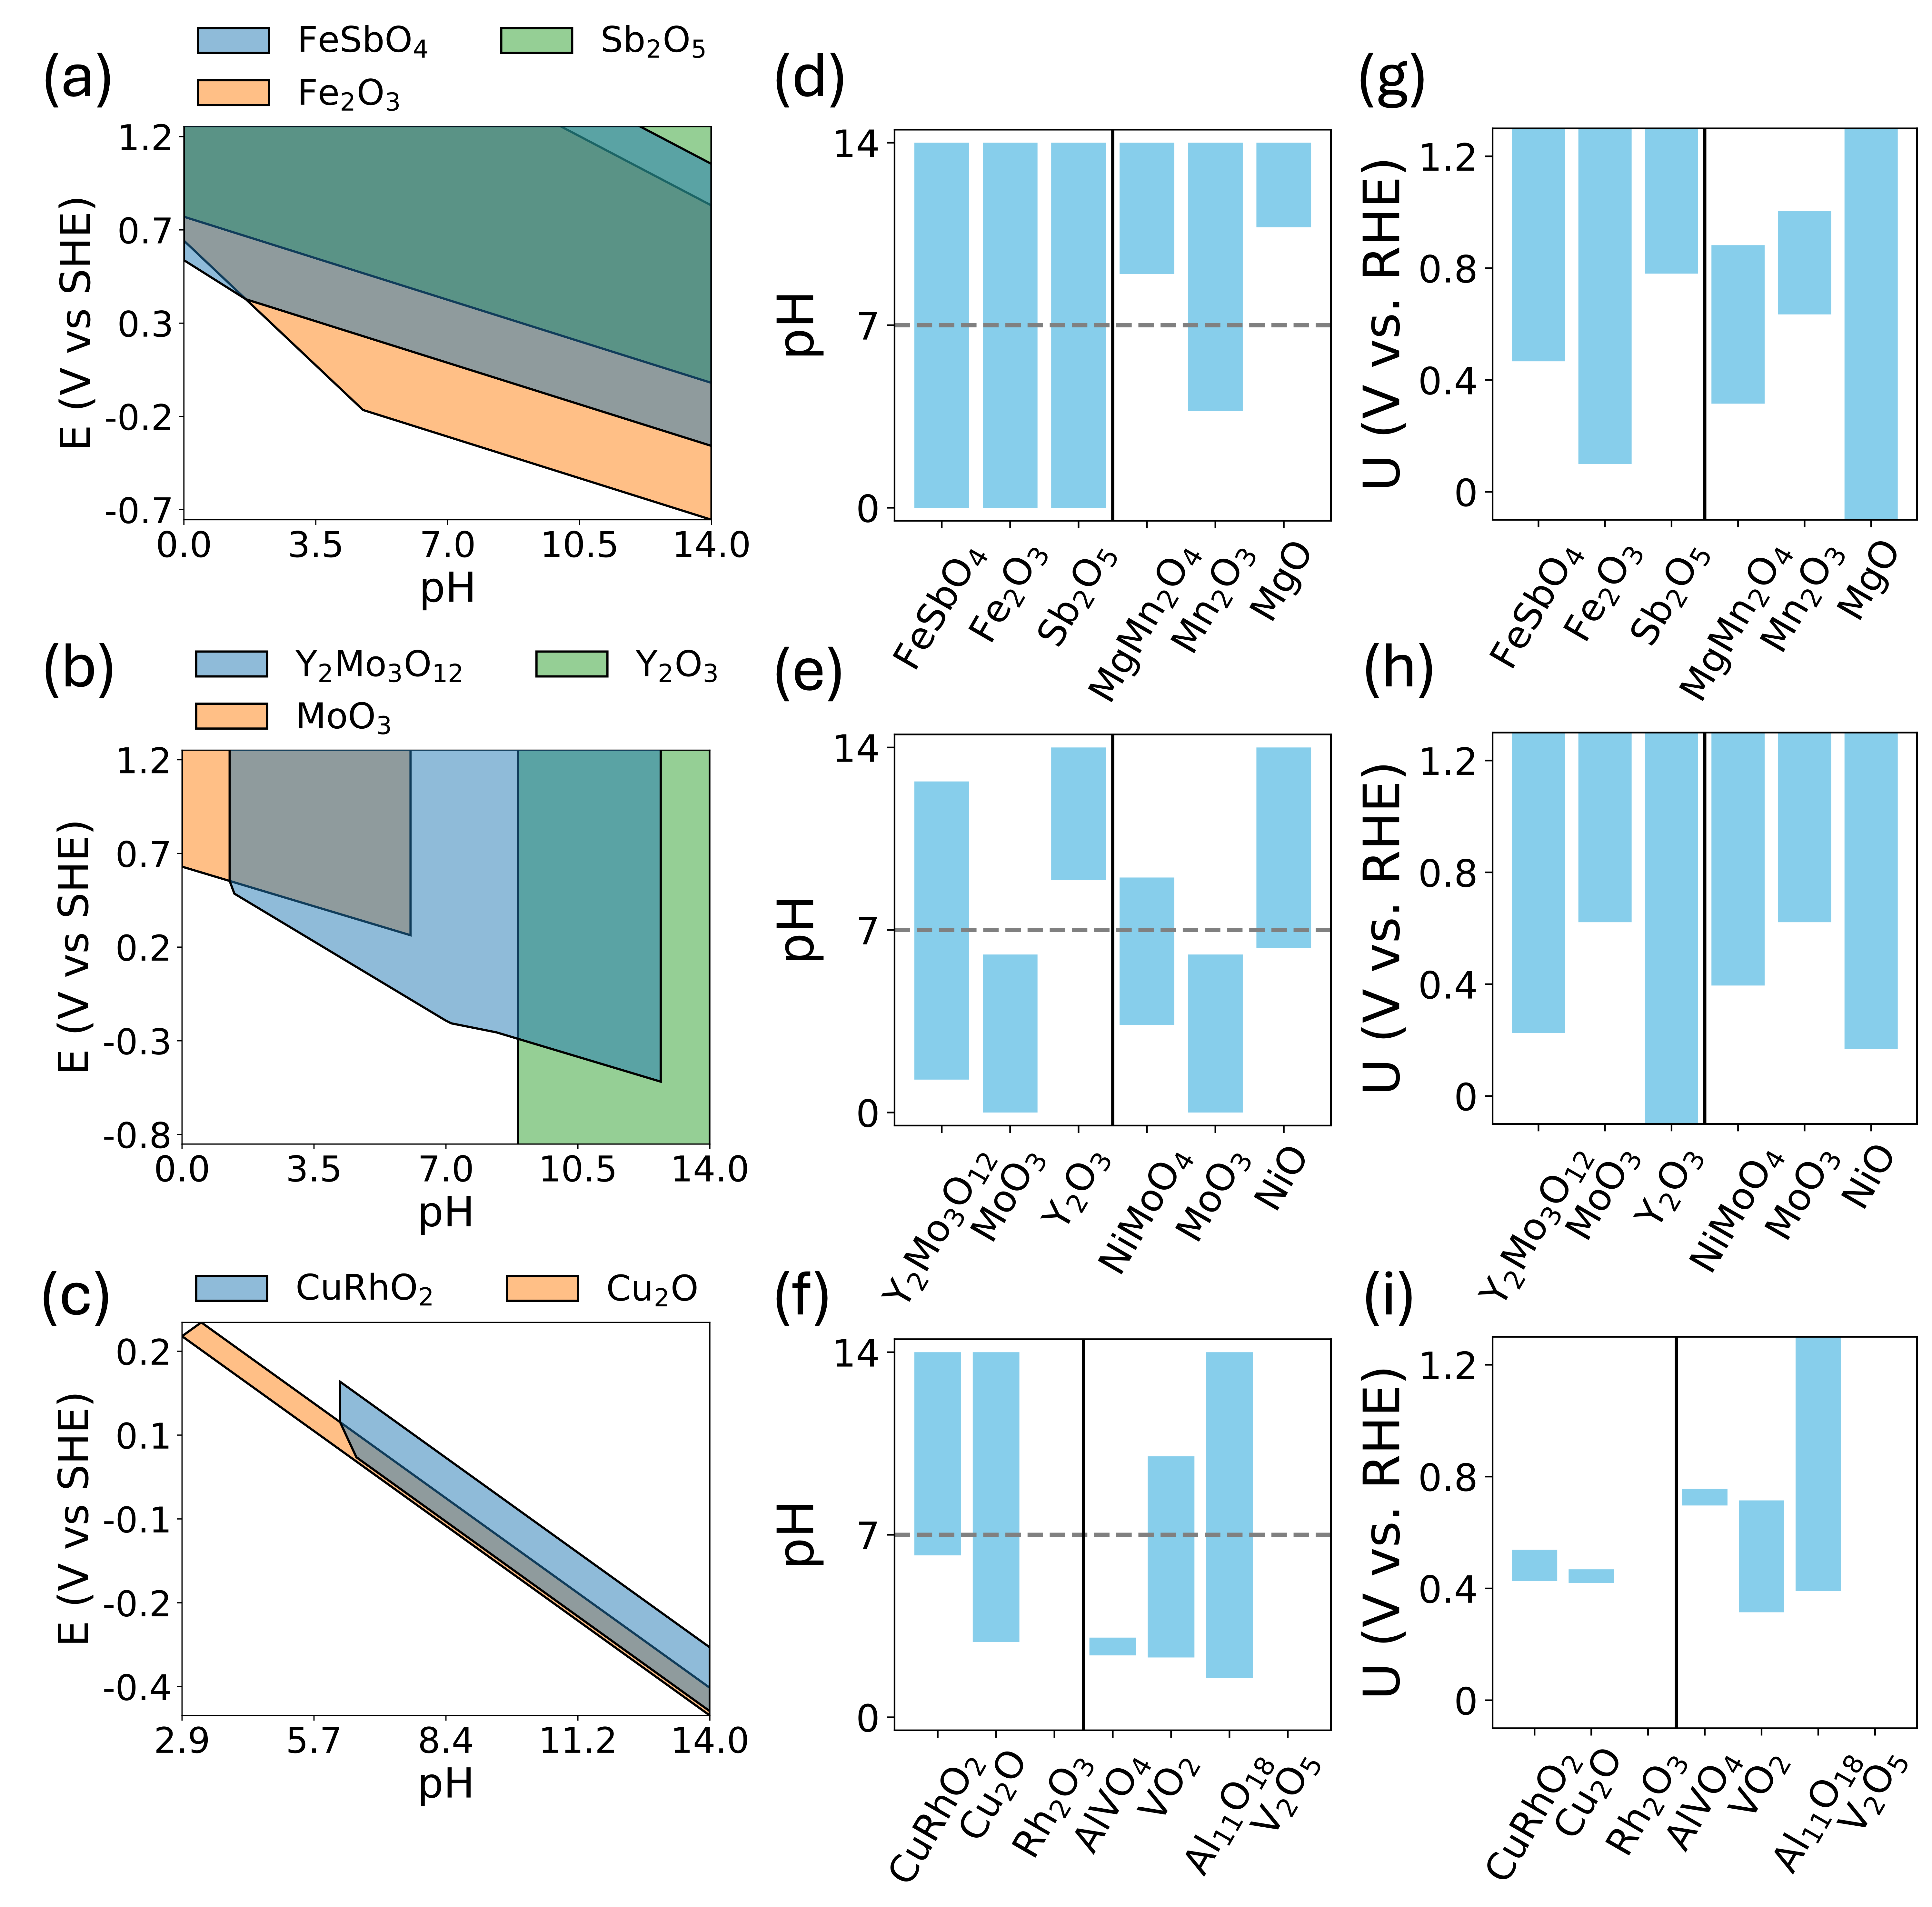 (a)
FeSbO₄
Sb₂O₅
Fe₂O₃
E (V vs SHE)
1.2
0.7
0.3
-0.2
-0.7
0.0 3.5 7.0 10.5 14.0
pH
(d)
pH
14
7
0
FeSbO₄ Fe₂O₃ Sb₂O₅ MgMn₂O₄ Mn₂O₃ MgO
(g)
U (V vs. RHE)
1.2
0.8
0.4
0
FeSbO₄ Fe₂O₃ Sb₂O₅ MgMn₂O₄ Mn₂O₃ MgO
(b)
Y₂Mo₃O₁₂
Y₂O₃
MoO₃
E (V vs SHE)
1.2
0.7
0.2
-0.3
-0.8
0.0 3.5 7.0 10.5 14.0
pH
(e)
pH
14
7
0
Y₂Mo₃O₁₂ MoO₃ Y₂O₃ NiMoO₄ MoO₃ NiO
(h)
U (V vs. RHE)
1.2
0.8
0.4
0
Y₂Mo₃O₁₂ MoO₃ Y₂O₃ NiMoO₄ MoO₃ NiO
(c)
CuRhO₂
Cu₂O
E (V vs SHE)
0.2
0.1
-0.1
-0.2
-0.4
2.9 5.7 8.4 11.2 14.0
pH
(f)
pH
14
7
0
CuRhO₂ Cu₂O Rh₂O₃ AlVO₄ VO₂ Al₁₁O₁₈ V₂O₅
(i)
U (V vs. RHE)
1.2
0.8
0.4
0
CuRhO₂ Cu₂O Rh₂O₃ AlVO₄ VO₂ Al₁₁O₁₈ V₂O₅